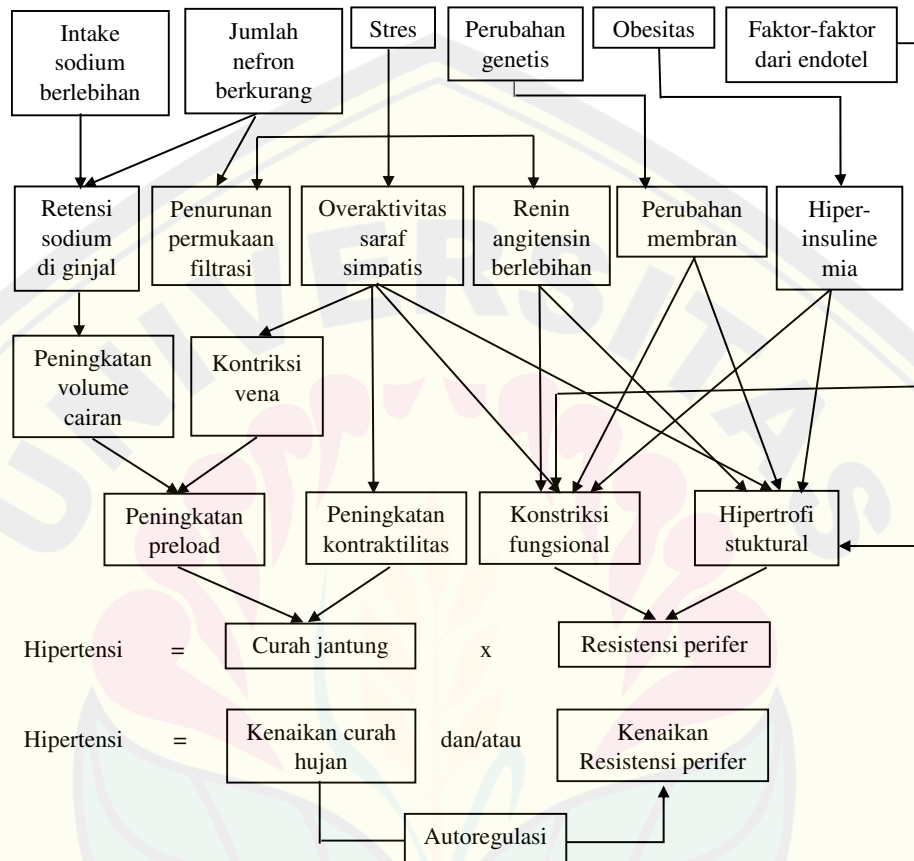 Intake
sodium
berlebihan
Jumlah
nefron
berkurang
Stres
Perubahan
genetis
Obesitas
Faktor-faktor
dari endotel
Retensi
sodium
di ginjal
Penurunan
permukaan
filtrasi
Overaktivitas
saraf
simpatis
Renin
angitensin
berlebihan
Perubahan
membran
Hiper-
insuline
mia
Peningkatan
volume
cairan
Kontriksi
vena
Peningkatan
preload
Peningkatan
kontraktilitas
Konstriksi
fungsional
Hipertrofi
stuktural
Hipertensi = Curah jantung x Resistensi perifer
Hipertensi = Kenaikan curah hujan dan/atau Kenaikan Resistensi perifer
Autoregulasi
UNIVERSITAS